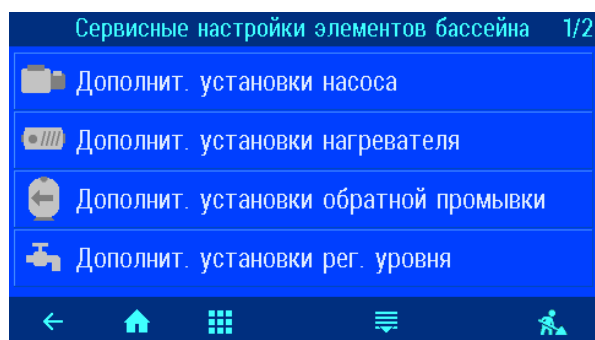 Сервисные настройки элементов бассейна 1/2
Дополнит. установки насоса
Дополнит. установки нагревателя
Дополнит. установки обратной промывки
Дополнит. установки рег. уровня